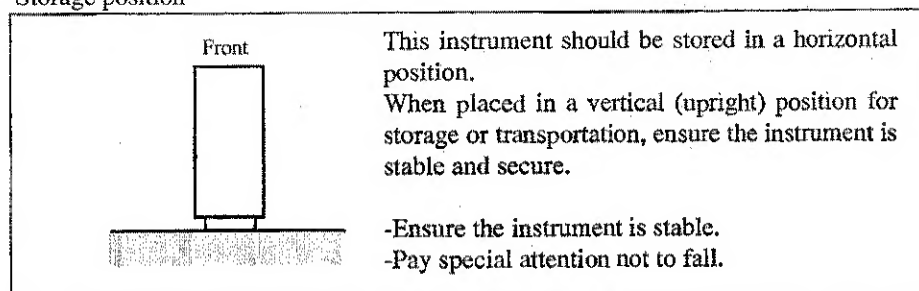 Storage position
Front
This instrument should be stored in a horizontal
position.
When placed in a vertical (upright) position for
storage or transportation, ensure the instrument is
stable and secure.
-Ensure the instrument is stable.
-Pay special attention not to fall.